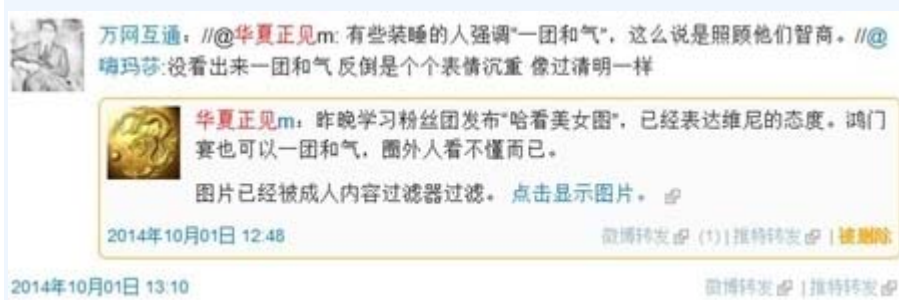 万网互通：//@华夏正见m: 有些装睡的人强调"一团和气"，这么说是照顾他们智商。//@
嗨玛莎:没看出来一团和气 反倒是个个表情沉重 像过清明一样
华夏正见m：昨晚学习粉丝团发布"哈看美女图"，已经表达维尼的态度。鸿门
宴也可以一团和气，圈外人看不懂而已。
图片已经被成人内容过滤器过滤。 点击显示图片。
2014年10月01日 12:48 微博转发 (1) | 推特转发 | 被删除
2014年10月01日 13:10 微博转发 | 推特转发